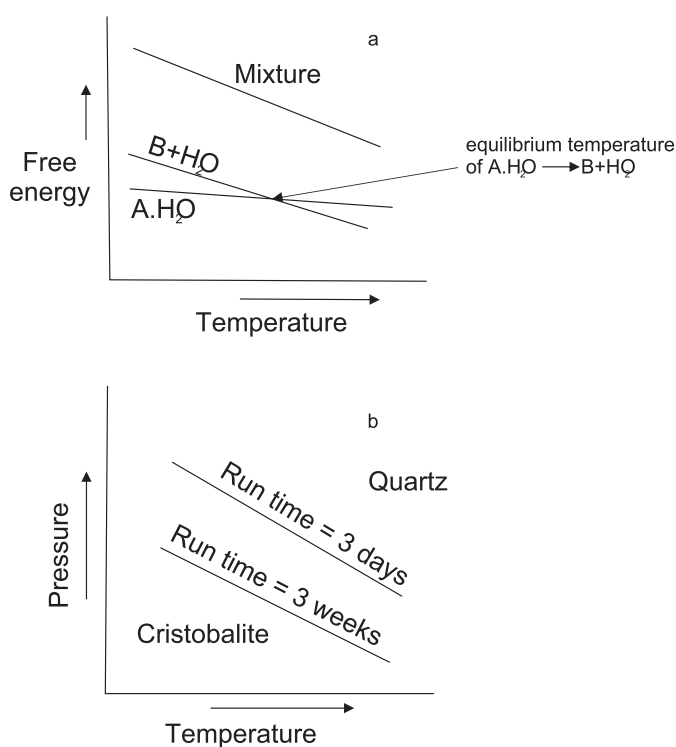 a
Mixture
Free
energy
B+H2O
A.H2O
equilibrium temperature
of A.H2O → B+H2O
Temperature
b
Quartz
Run time = 3 days
Run time = 3 weeks
Pressure
Cristobalite
Temperature